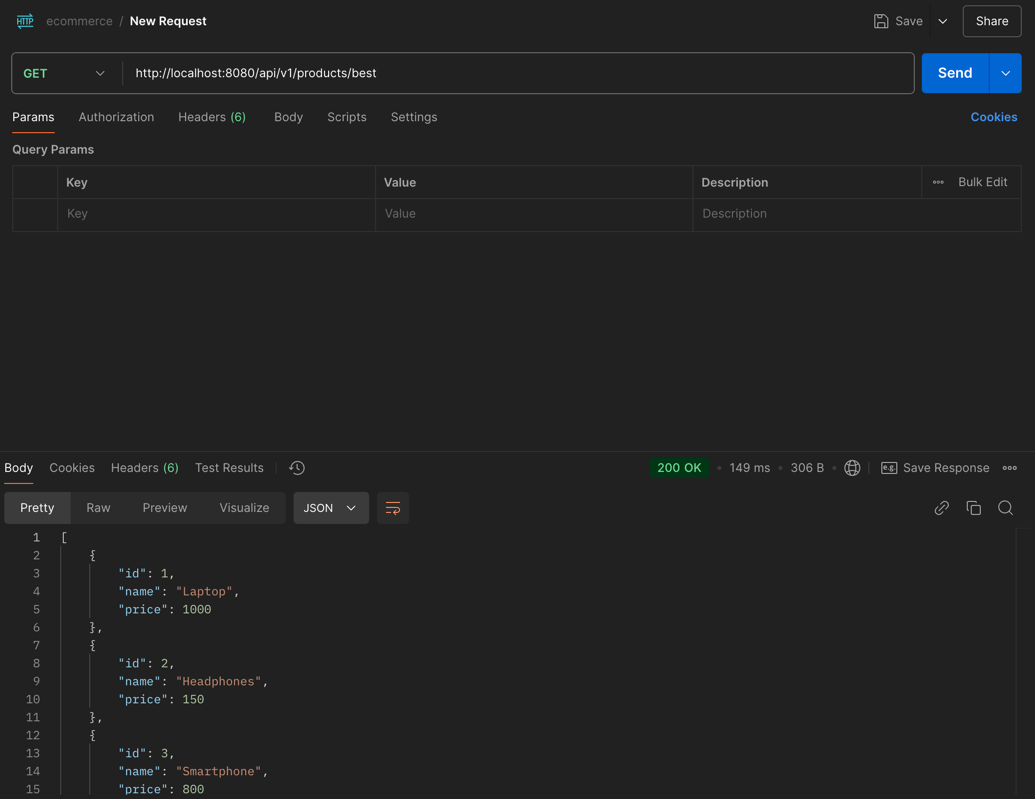 HTTP ecommerce / New Request Save Share
GET http://localhost:8080/api/v1/products/best Send
Params Authorization Headers (6) Body Scripts Settings Cookies
Query Params
Key Value Description Bulk Edit
Key Value Description
Body Cookies Headers (6) Test Results 200 OK 149 ms 306 B e.g. Save Response
Pretty Raw Preview Visualize JSON
1 [
2 {
3 "id": 1,
4 "name": "Laptop",
5 "price": 1000
6 },
7 {
8 "id": 2,
9 "name": "Headphones",
10 "price": 150
11 },
12 {
13 "id": 3,
14 "name": "Smartphone",
15 "price": 800